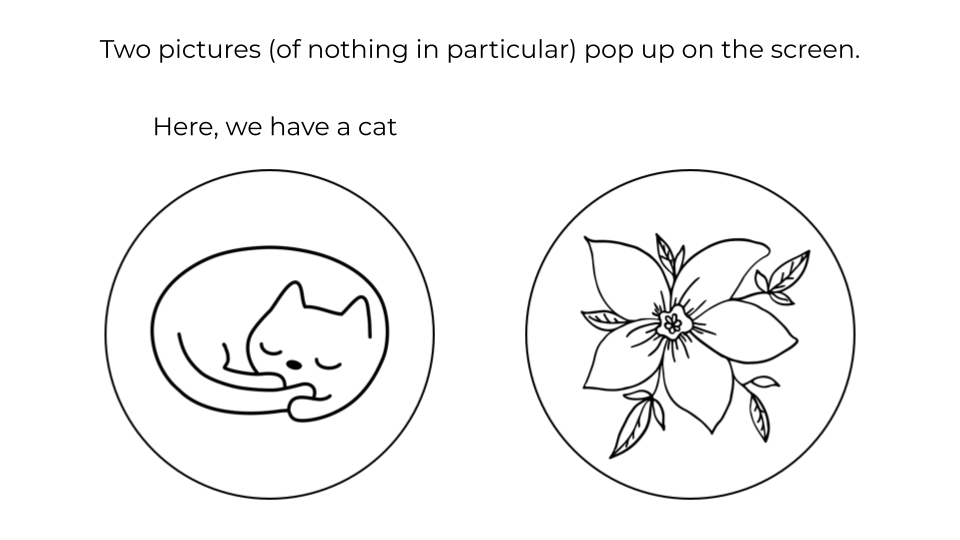 Two pictures (of nothing in particular) pop up on the screen.
Here, we have a cat